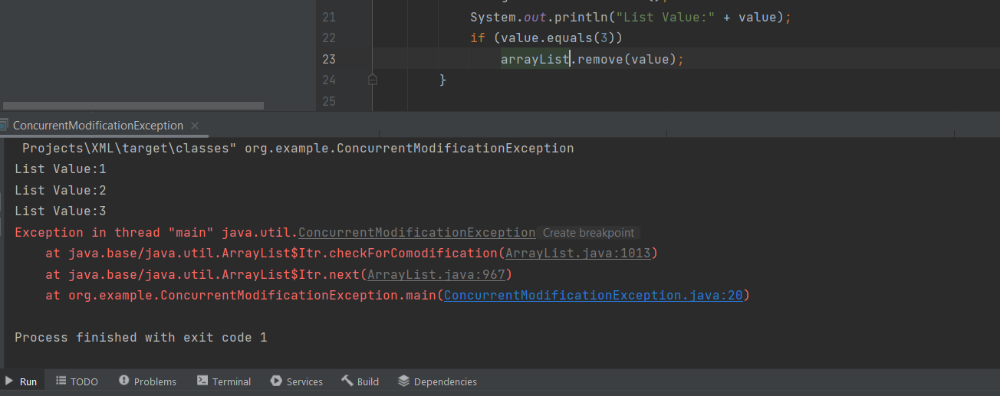 21 System.out.println("List Value:" + value);
22 if (value.equals(3))
23 arrayList.remove(value);
24 }
25
ConcurrentModificationException
Projects\XML\target\classes" org.example.ConcurrentModificationException
List Value:1
List Value:2
List Value:3
Exception in thread "main" java.util.ConcurrentModificationException Create breakpoint
at java.base/java.util.ArrayList$Itr.checkForComodification(ArrayList.java:1013)
at java.base/java.util.ArrayList$Itr.next(ArrayList.java:967)
at org.example.ConcurrentModificationException.main(ConcurrentModificationException.java:20)
Process finished with exit code 1
Run TODO Problems Terminal Services Build Dependencies